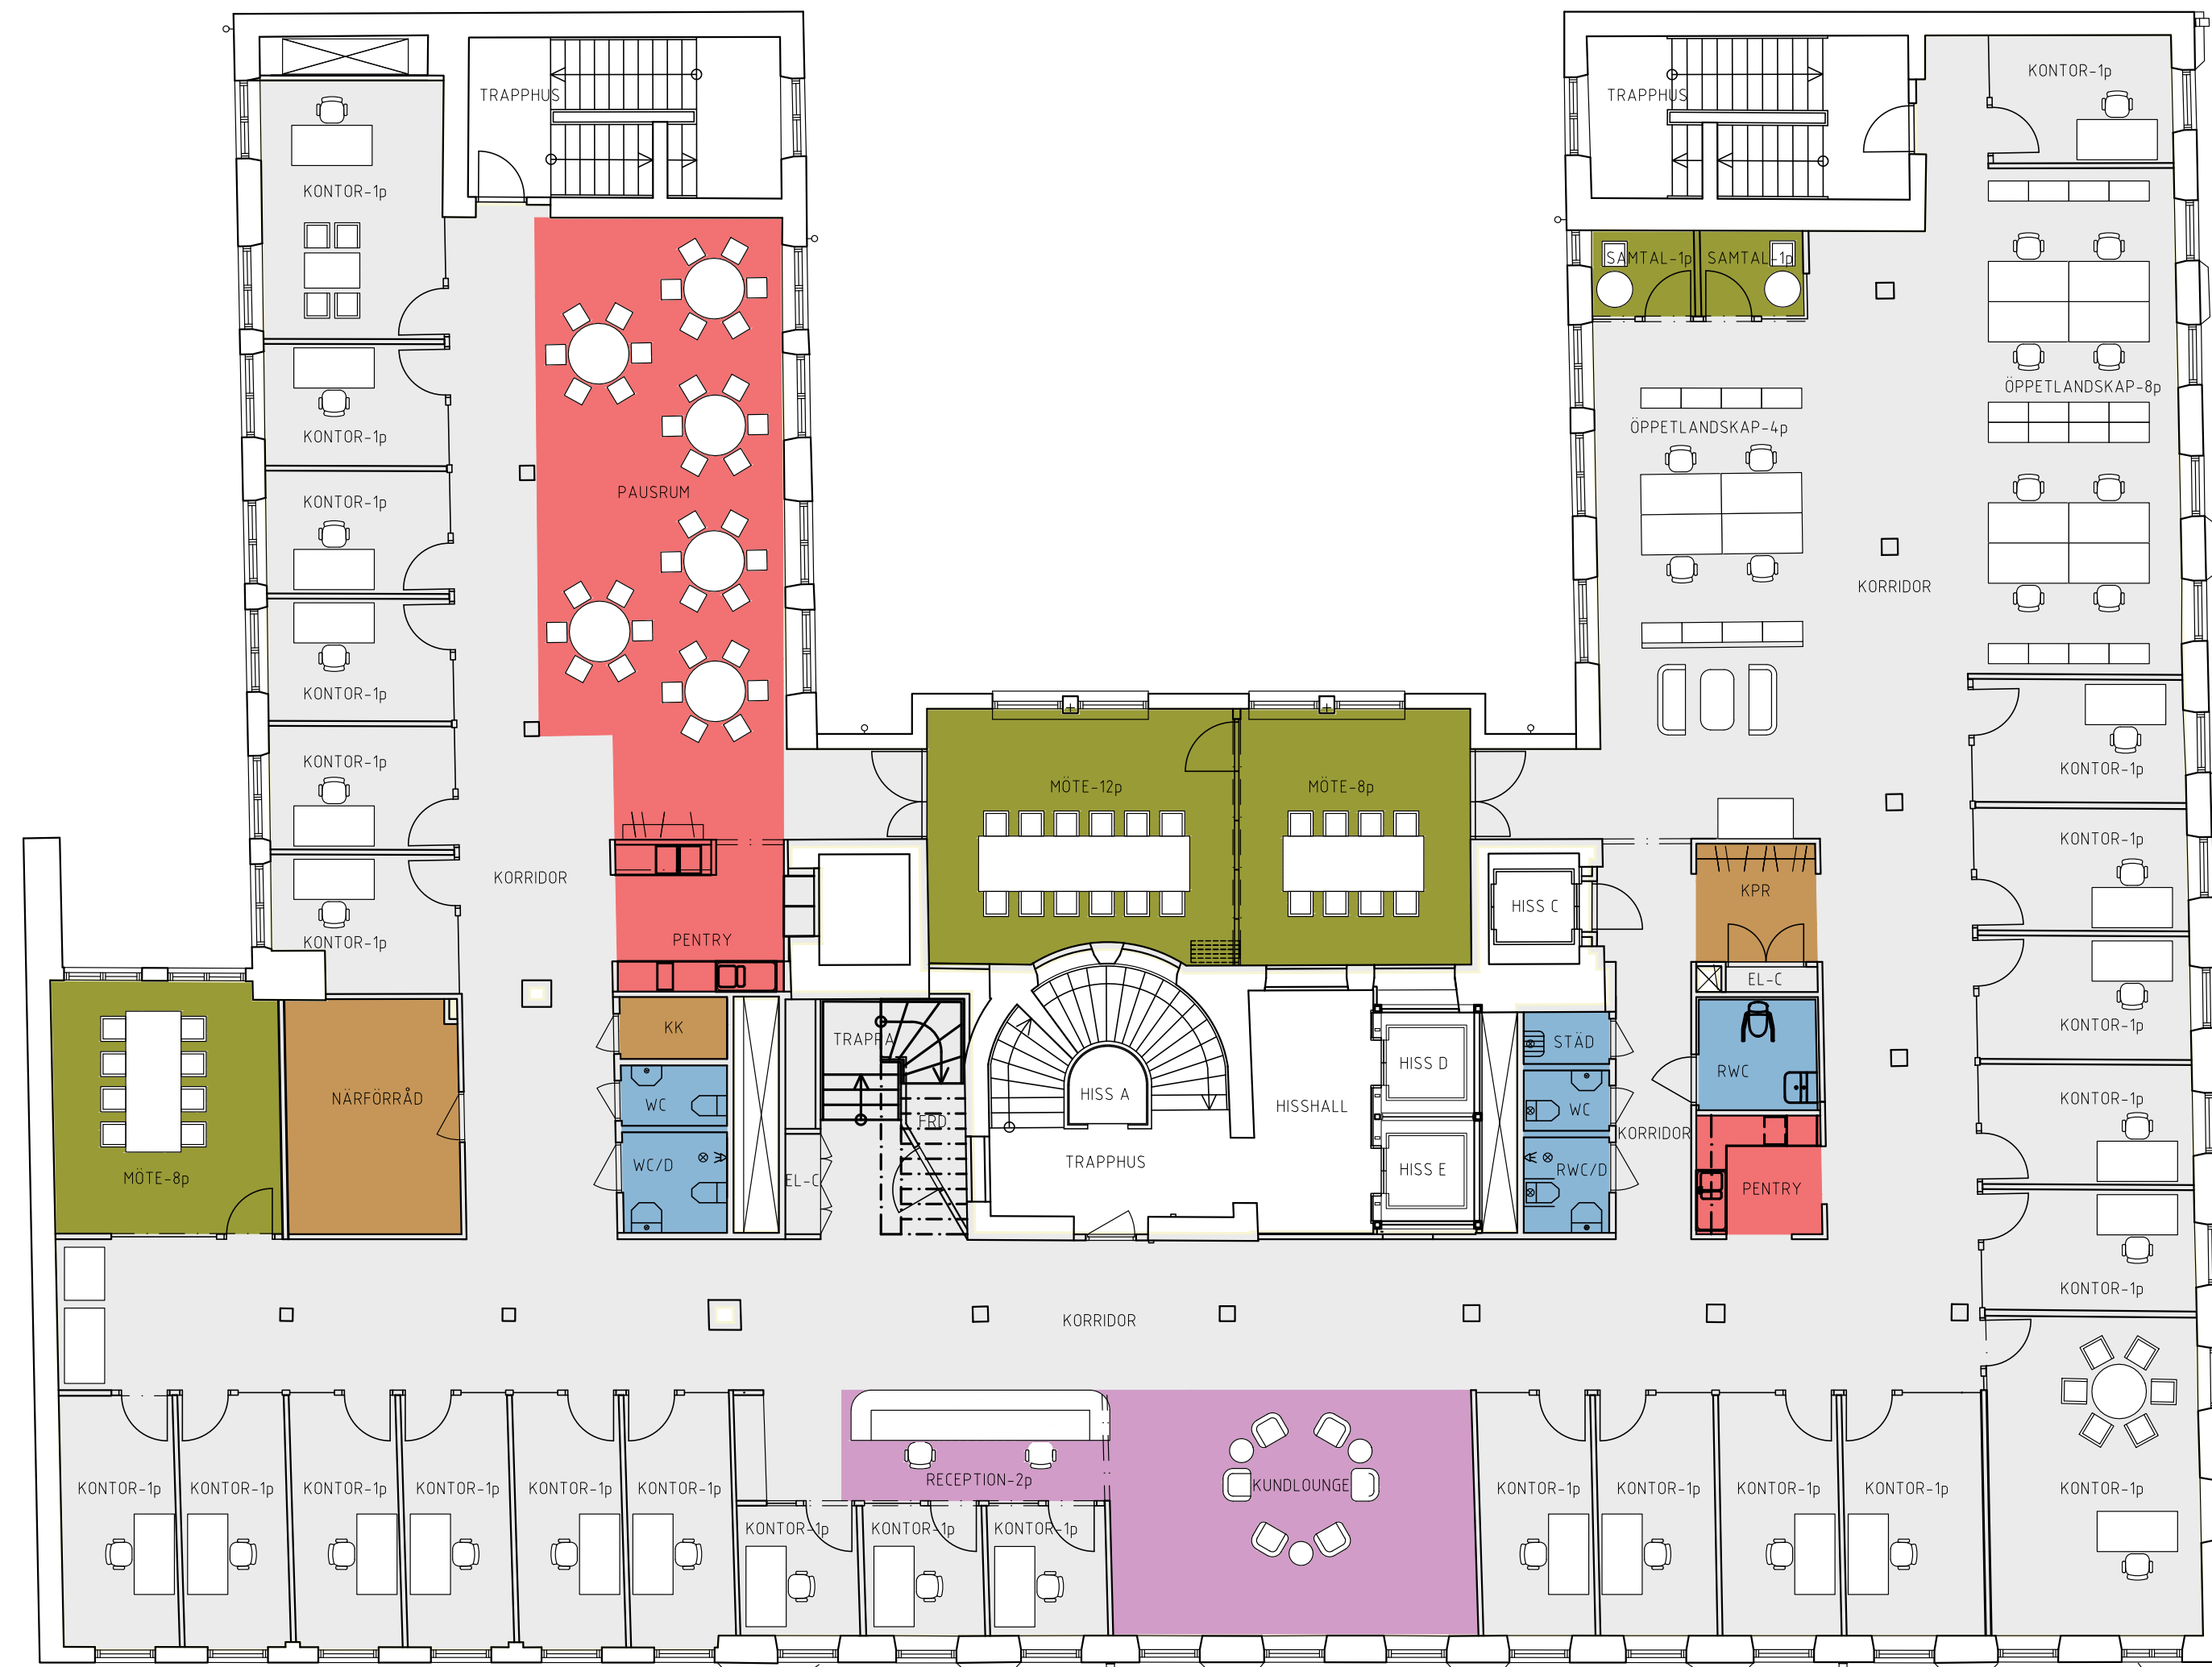 TRAPPHUS
TRAPPHUS
KONTOR-1p
KONTOR-1p
SAMTAL-1p
SAMTAL-1p
ÖPPETLANDSKAP-8p
ÖPPETLANDSKAP-4p
KONTOR-1p
PAUSRUM
KONTOR-1p
KORRIDOR
KONTOR-1p
KONTOR-1p
MÖTE-12p
MÖTE-8p
KONTOR-1p
KONTOR-1p
KORRIDOR
KPR
HISS C
KONTOR-1p
PENTRY
EL-C
KONTOR-1p
KK
TRAPPA
STÄD
HISS D
RWC
NÄRFÖRRÅD
WC
HISS A
HISSHALL
WC
KONTOR-1p
FRD
KORRIDOR
MÖTE-8p
WC/D
EL-C
TRAPPHUS
HISS E
RWC/D
PENTRY
KONTOR-1p
KORRIDOR
KONTOR-1p
KONTOR-1p
KONTOR-1p
KONTOR-1p
KONTOR-1p
KONTOR-1p
RECEPTION-2p
KUNDLOUNGE
KONTOR-1p
KONTOR-1p
KONTOR-1p
KONTOR-1p
KONTOR-1p
KONTOR-1p
KONTOR-1p
KONTOR-1p